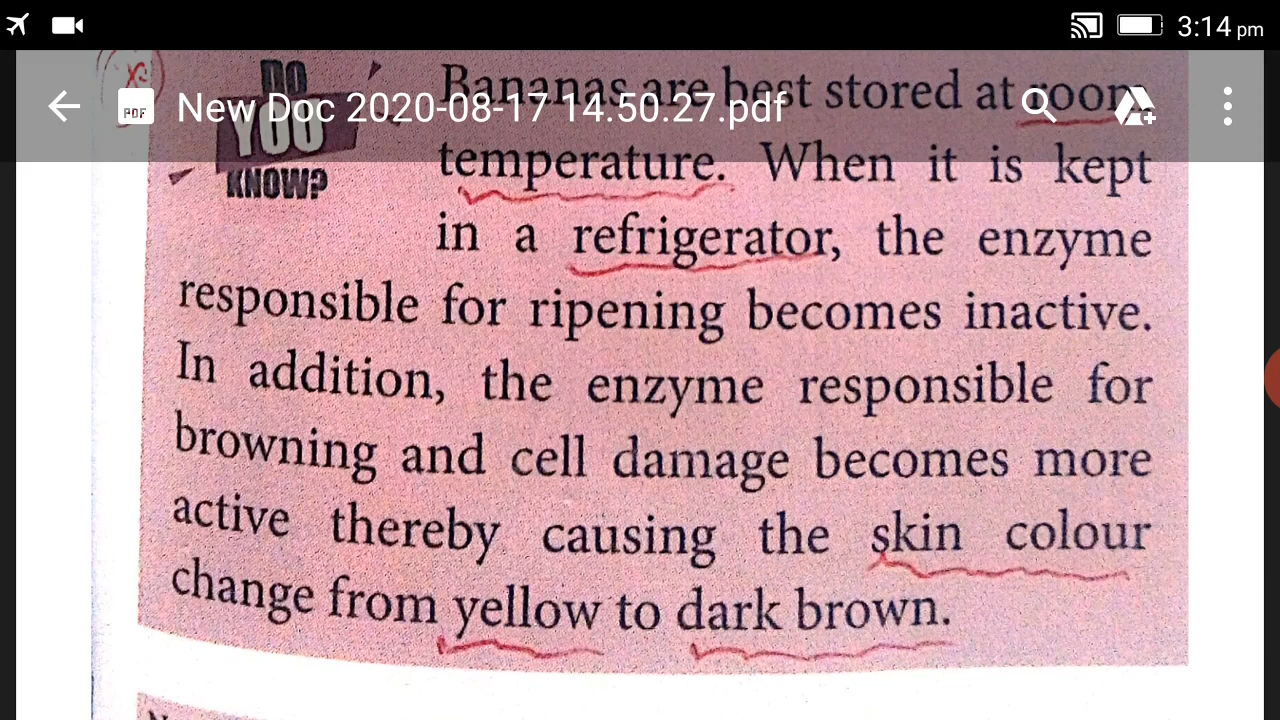 3:14 pm
New Doc 2020-08-17 14.50.27.pdf
PDF
DO
YOU
KNOW?
Bananas are best stored at room
temperature. When it is kept
in a refrigerator, the enzyme
responsible for ripening becomes inactive.
In addition, the enzyme responsible for
browning and cell damage becomes more
active thereby causing the skin colour
change from yellow to dark brown.